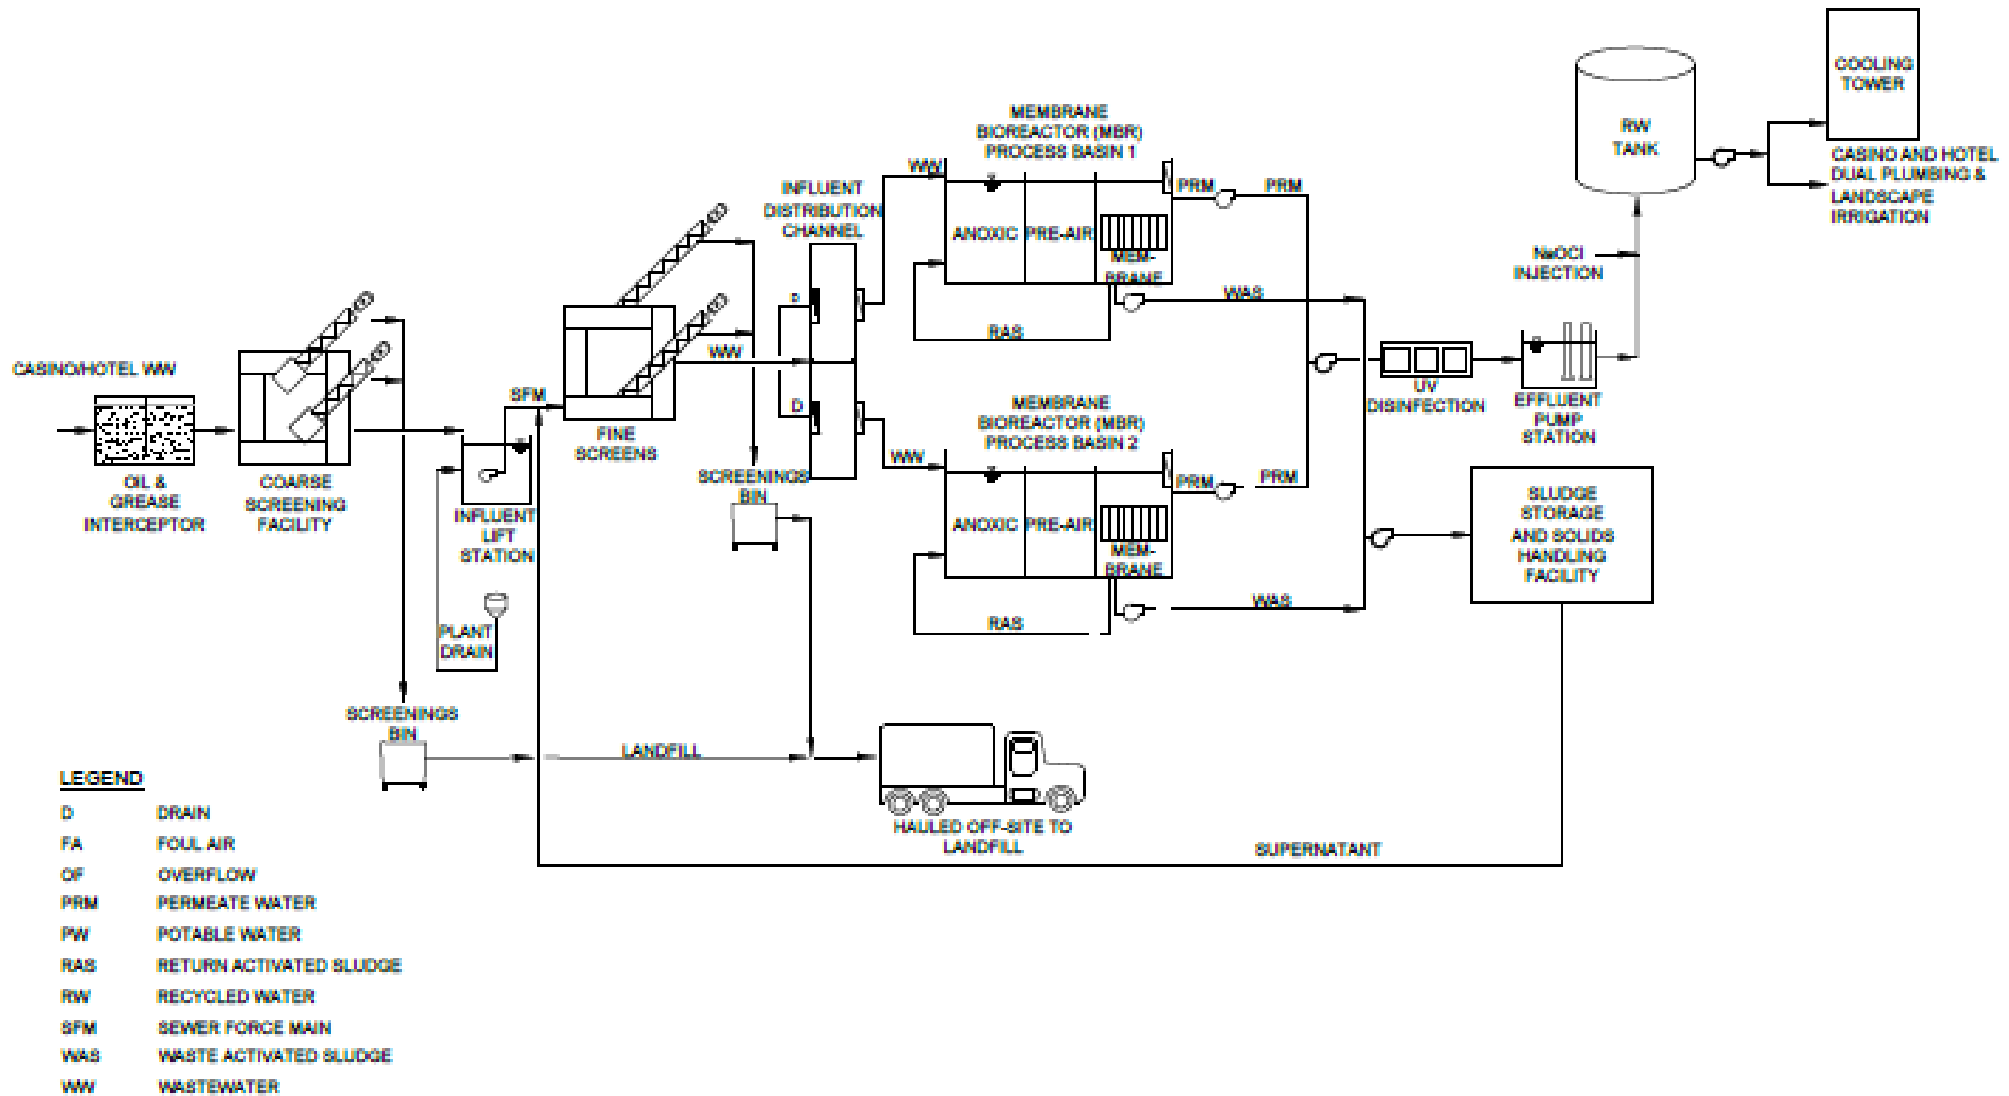 COOLING
TOWER
RW
TANK
CASINO AND HOTEL
DUAL PLUMBING &
LANDSCAPE
IRRIGATION
NaOCl
INJECTION
MEMBRANE
BIOREACTOR (MBR)
PROCESS BASIN 1
WW
PRM
PRM
INFLUENT
DISTRIBUTION
CHANNEL
ANOXIC
PRE-AIR
MEM-
BRANE
D
WAS
RAS
CASINO/HOTEL WW
WW
SFM
D
UV
DISINFECTION
EFFLUENT
PUMP
STATION
MEMBRANE
BIOREACTOR (MBR)
PROCESS BASIN 2
FINE
SCREENS
WW
PRM
PRM
OIL &
GREASE
INTERCEPTOR
COARSE
SCREENING
FACILITY
SCREENINGS
BIN
INFLUENT
LIFT
STATION
ANOXIC
PRE-AIR
MEM-
BRANE
SLUDGE
STORAGE
AND SOLIDS
HANDLING
FACILITY
WAS
RAS
PLANT
DRAIN
SCREENINGS
BIN
LANDFILL
HAULED OFF-SITE TO
LANDFILL
SUPERNATANT
LEGEND
D DRAIN
FA FOUL AIR
OF OVERFLOW
PRM PERMEATE WATER
PW POTABLE WATER
RAS RETURN ACTIVATED SLUDGE
RW RECYCLED WATER
SFM SEWER FORCE MAIN
WAS WASTE ACTIVATED SLUDGE
WW WASTEWATER